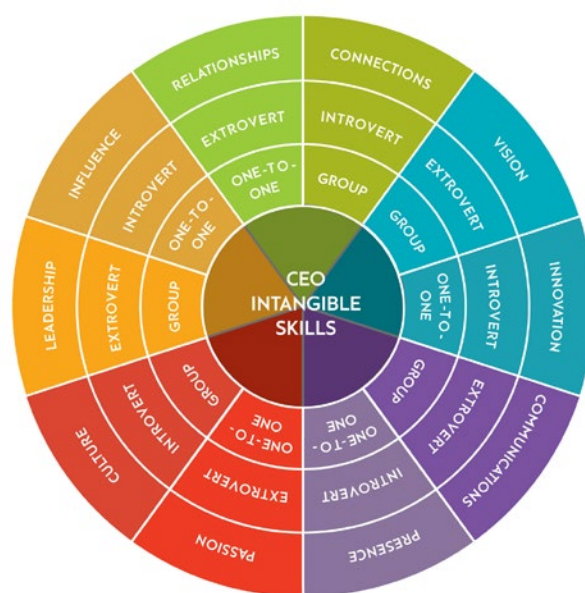 RELATIONSHIPS
EXTROVERT
ONE-TO-
ONE
CONNECTIONS
INTROVERT
GROUP
VISION
EXTROVERT
GROUP
INNOVATION
INTROVERT
ONE-TO-
ONE
COMMUNICATIONS
EXTROVERT
GROUP
PRESENCE
INTROVERT
ONE-TO-
ONE
PASSION
EXTROVERT
ONE-TO-
ONE
CULTURE
INTROVERT
GROUP
LEADERSHIP
EXTROVERT
GROUP
INFLUENCE
INTROVERT
ONE-TO-
ONE
CEO
INTANGIBLE
SKILLS